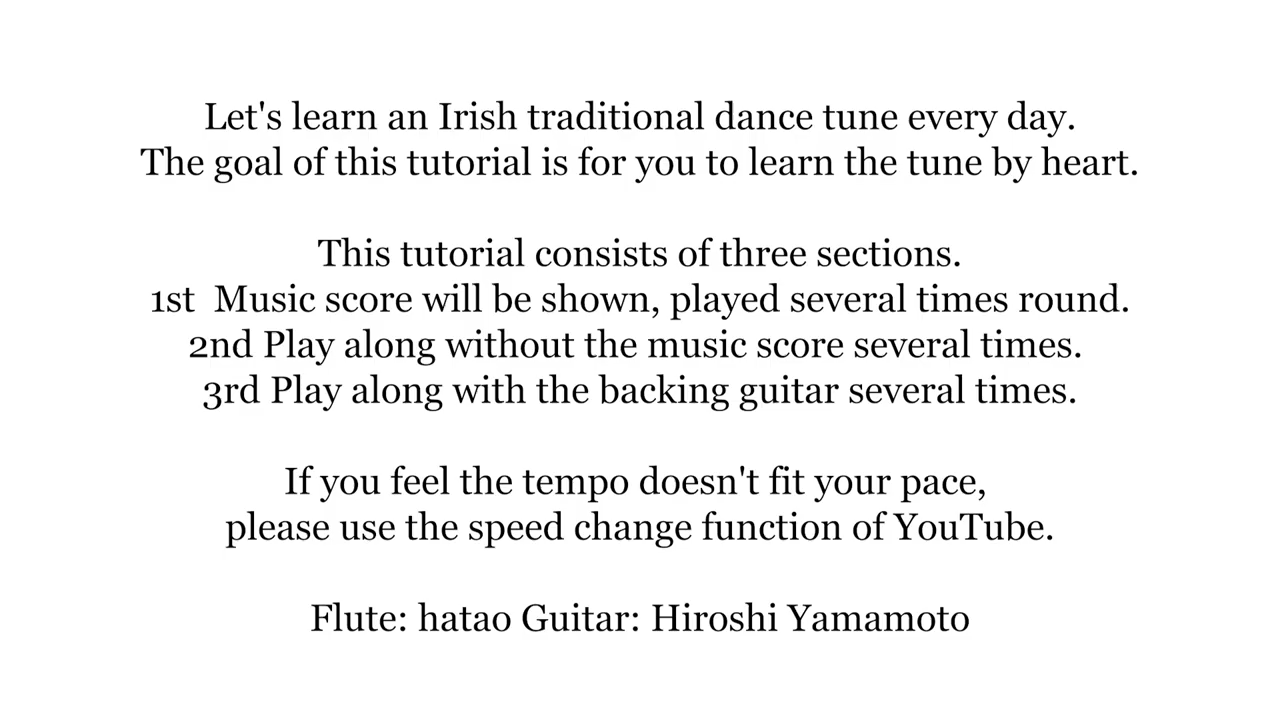 Let's learn an Irish traditional dance tune every day.
The goal of this tutorial is for you to learn the tune by heart.
This tutorial consists of three sections.
1st  Music score will be shown, played several times round.
2nd Play along without the music score several times.
3rd Play along with the backing guitar several times.
If you feel the tempo doesn't fit your pace,
please use the speed change function of YouTube.
Flute: hatao Guitar: Hiroshi Yamamoto